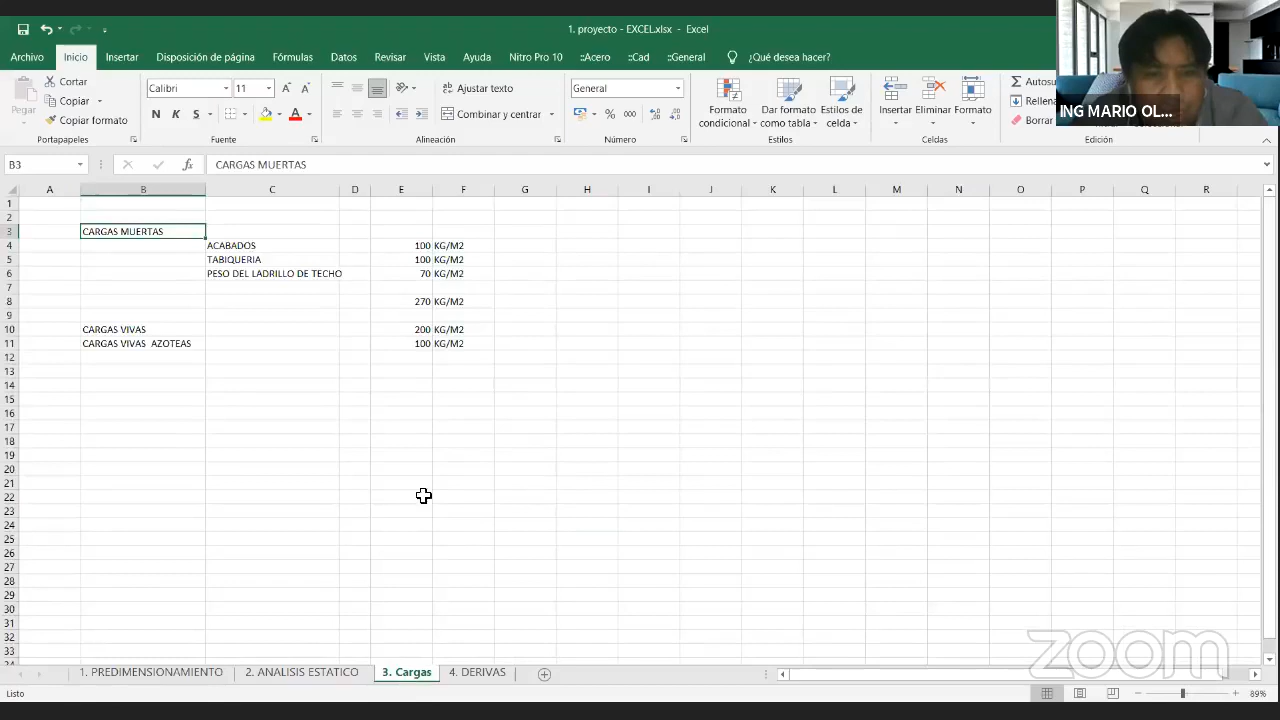 1. proyecto - EXCEL.xlsx - Excel
Archivo Inicio Insertar Disposición de página Fórmulas Datos Revisar Vista Ayuda Nitro Pro 10 ::Acero ::Cad ::General ¿Qué desea hacer?
ING MARIO OL...
Pegar
Cortar
Copiar
Copiar formato
Portapapeles
Calibri 11
N K S
Fuente
Ajustar texto
Combinar y centrar
Alineación
General
% 000
Número
Formato condicional
Dar formato como tabla
Estilos de celda
Estilos
Insertar Eliminar Formato
Celdas
Autosu
Rellena
Borrar
Edición
B3 fx CARGAS MUERTAS
A B C D E F G H I J K L M N O P Q R
1
2
3 CARGAS MUERTAS
4 ACABADOS 100 KG/M2
5 TABIQUERIA 100 KG/M2
6 PESO DEL LADRILLO DE TECHO 70 KG/M2
7
8 270 KG/M2
9
10 CARGAS VIVAS 200 KG/M2
11 CARGAS VIVAS AZOTEAS 100 KG/M2
12
13
14
15
16
17
18
19
20
21
22
23
24
25
26
27
28
29
30
31
32
33
zoom
1. PREDIMENSIONAMIENTO 2. ANALISIS ESTATICO 3. Cargas 4. DERIVAS
Listo 89%